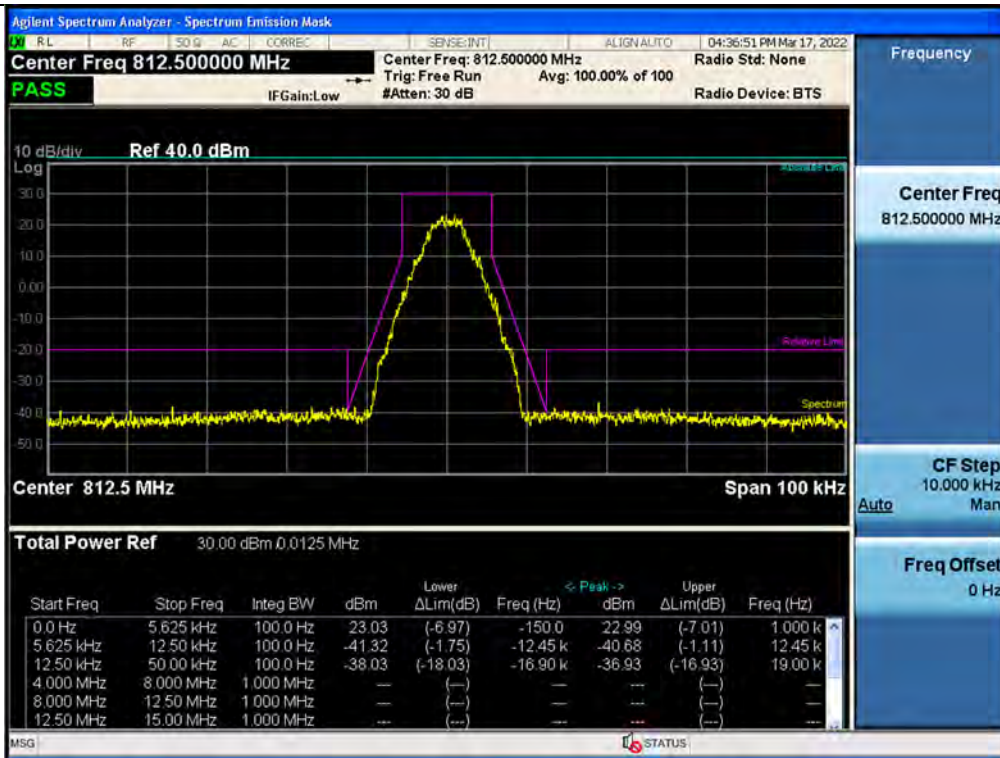 Agilent Spectrum Analyzer - Spectrum Emission Mask
LXI RL RF 50 Ω AC CORREC SENSE:INT ALIGN AUTO 04:36:51 PM Mar 17, 2022
Center Freq 812.500000 MHz
Center Freq: 812.500000 MHz
Radio Std: None
Trig: Free Run Avg: 100.00% of 100
PASS
IFGain:Low
#Atten: 30 dB
Radio Device: BTS
10 dB/div Ref 40.0 dBm
Log
Absolute Limit
30.0
20.0
10.0
0.00
-10.0
-20.0
Relative Limit
-30.0
Spectrum
-40.0
-50.0
Center 812.5 MHz Span 100 kHz
Total Power Ref 30.00 dBm / 0.0125 MHz
Lower <- Peak -> Upper
Start Freq Stop Freq Integ BW dBm ΔLim(dB) Freq (Hz) dBm ΔLim(dB) Freq (Hz)
0.0 Hz 5.625 kHz 100.0 Hz 23.03 (-6.97) -150.0 22.99 (-7.01) 1.000 k
5.625 kHz 12.50 kHz 100.0 Hz -41.32 (-1.75) -12.45 k -40.68 (-1.11) 12.45 k
12.50 kHz 50.00 kHz 100.0 Hz -38.03 (-18.03) -16.90 k -36.93 (-16.93) 19.00 k
4.000 MHz 8.000 MHz 1.000 MHz --- (---) --- --- (---) ---
8.000 MHz 12.50 MHz 1.000 MHz --- (---) --- --- (---) ---
12.50 MHz 15.00 MHz 1.000 MHz --- (---) --- --- (---) ---
MSG STATUS
Frequency
Center Freq
812.500000 MHz
CF Step
10.000 kHz
Auto Man
Freq Offset
0 Hz